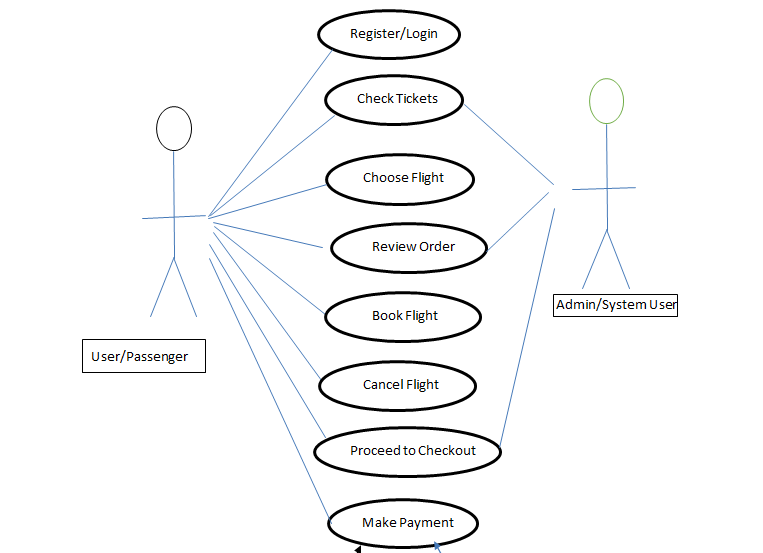 Register/Login
Check Tickets
Choose Flight
Review Order
Admin/System User
Book Flight
User/Passenger
Cancel Flight
Proceed to Checkout
Make Payment